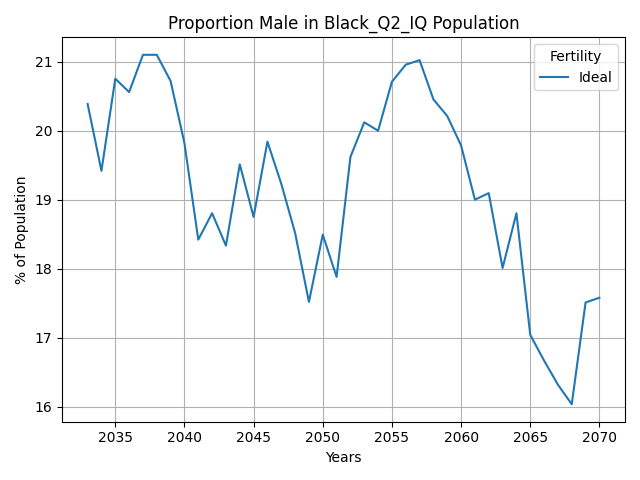 Proportion Male in Black_Q2_IQ Population
Fertility
Ideal
% of Population
21
20
19
18
17
16
2035 2040 2045 2050 2055 2060 2065 2070
Years